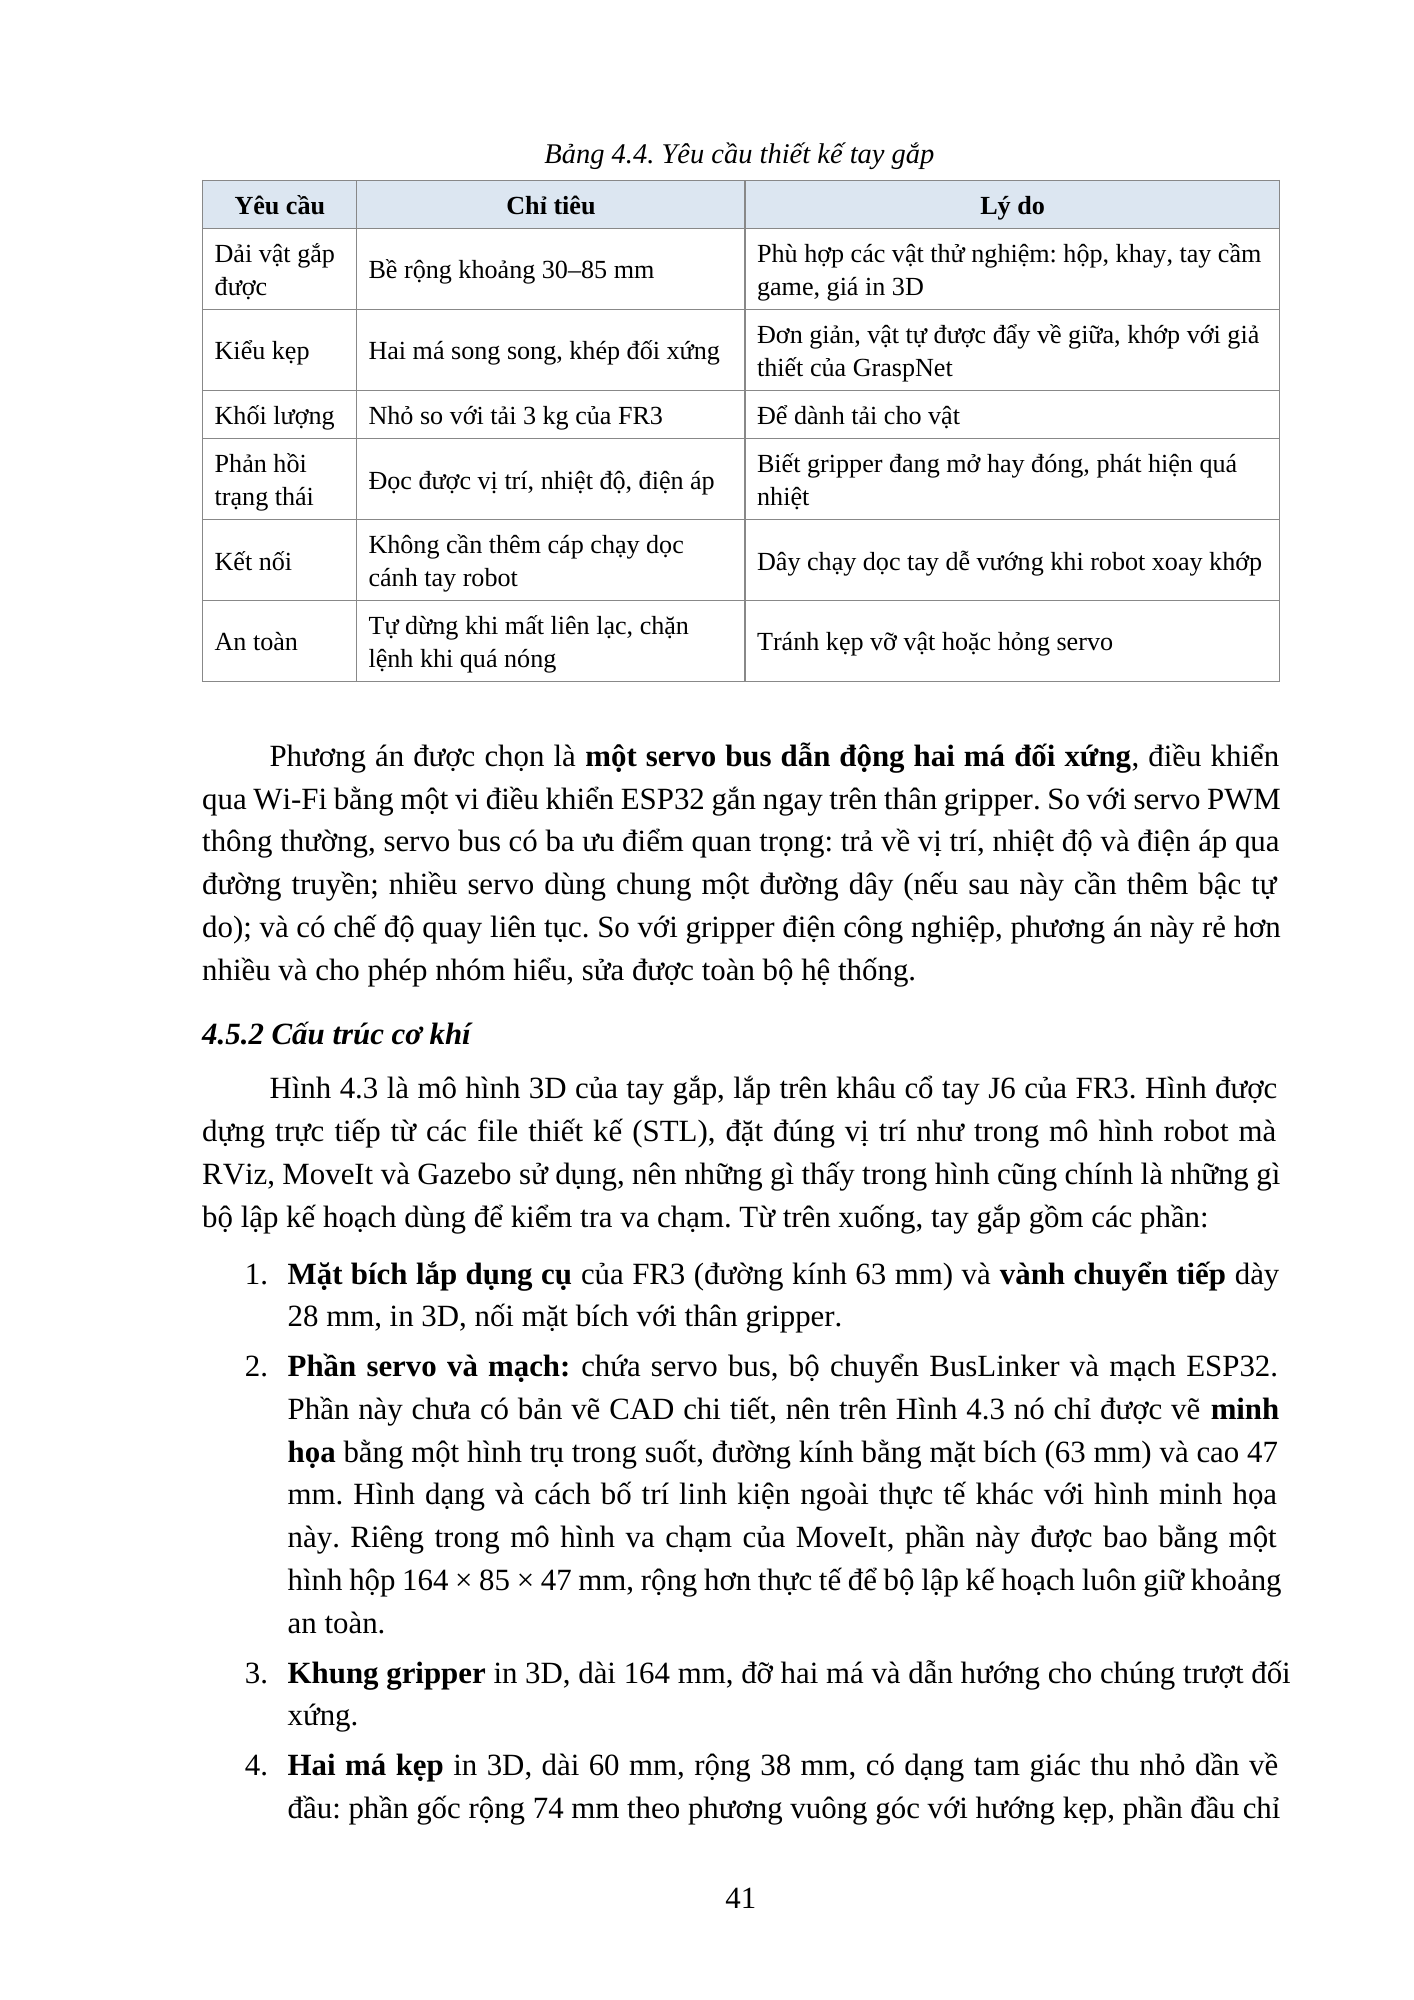 Bảng 4.4. Yêu cầu thiết kế tay gắp
Yêu cầu
Chỉ tiêu
Lý do
Dải vật gắp
được
Bề rộng khoảng 30–85 mm
Phù hợp các vật thử nghiệm: hộp, khay, tay cầm
game, giá in 3D
Kiểu kẹp
Hai má song song, khép đối xứng
Đơn giản, vật tự được đẩy về giữa, khớp với giả
thiết của GraspNet
Khối lượng
Nhỏ so với tải 3 kg của FR3
Để dành tải cho vật
Phản hồi
trạng thái
Đọc được vị trí, nhiệt độ, điện áp
Biết gripper đang mở hay đóng, phát hiện quá
nhiệt
Kết nối
Không cần thêm cáp chạy dọc
cánh tay robot
Dây chạy dọc tay dễ vướng khi robot xoay khớp
An toàn
Tự dừng khi mất liên lạc, chặn
lệnh khi quá nóng
Tránh kẹp vỡ vật hoặc hỏng servo
Phương án được chọn là một servo bus dẫn động hai má đối xứng, điều khiển
qua Wi-Fi bằng một vi điều khiển ESP32 gắn ngay trên thân gripper. So với servo PWM
thông thường, servo bus có ba ưu điểm quan trọng: trả về vị trí, nhiệt độ và điện áp qua
đường truyền; nhiều servo dùng chung một đường dây (nếu sau này cần thêm bậc tự
do); và có chế độ quay liên tục. So với gripper điện công nghiệp, phương án này rẻ hơn
nhiều và cho phép nhóm hiểu, sửa được toàn bộ hệ thống.
4.5.2 Cấu trúc cơ khí
Hình 4.3 là mô hình 3D của tay gắp, lắp trên khâu cổ tay J6 của FR3. Hình được
dựng trực tiếp từ các file thiết kế (STL), đặt đúng vị trí như trong mô hình robot mà
RViz, MoveIt và Gazebo sử dụng, nên những gì thấy trong hình cũng chính là những gì
bộ lập kế hoạch dùng để kiểm tra va chạm. Từ trên xuống, tay gắp gồm các phần:
1. Mặt bích lắp dụng cụ của FR3 (đường kính 63 mm) và vành chuyển tiếp dày
28 mm, in 3D, nối mặt bích với thân gripper.
2. Phần servo và mạch: chứa servo bus, bộ chuyển BusLinker và mạch ESP32.
Phần này chưa có bản vẽ CAD chi tiết, nên trên Hình 4.3 nó chỉ được vẽ minh
họa bằng một hình trụ trong suốt, đường kính bằng mặt bích (63 mm) và cao 47
mm. Hình dạng và cách bố trí linh kiện ngoài thực tế khác với hình minh họa
này. Riêng trong mô hình va chạm của MoveIt, phần này được bao bằng một
hình hộp 164 × 85 × 47 mm, rộng hơn thực tế để bộ lập kế hoạch luôn giữ khoảng
an toàn.
3. Khung gripper in 3D, dài 164 mm, đỡ hai má và dẫn hướng cho chúng trượt đối
xứng.
4. Hai má kẹp in 3D, dài 60 mm, rộng 38 mm, có dạng tam giác thu nhỏ dần về
đầu: phần gốc rộng 74 mm theo phương vuông góc với hướng kẹp, phần đầu chỉ
41